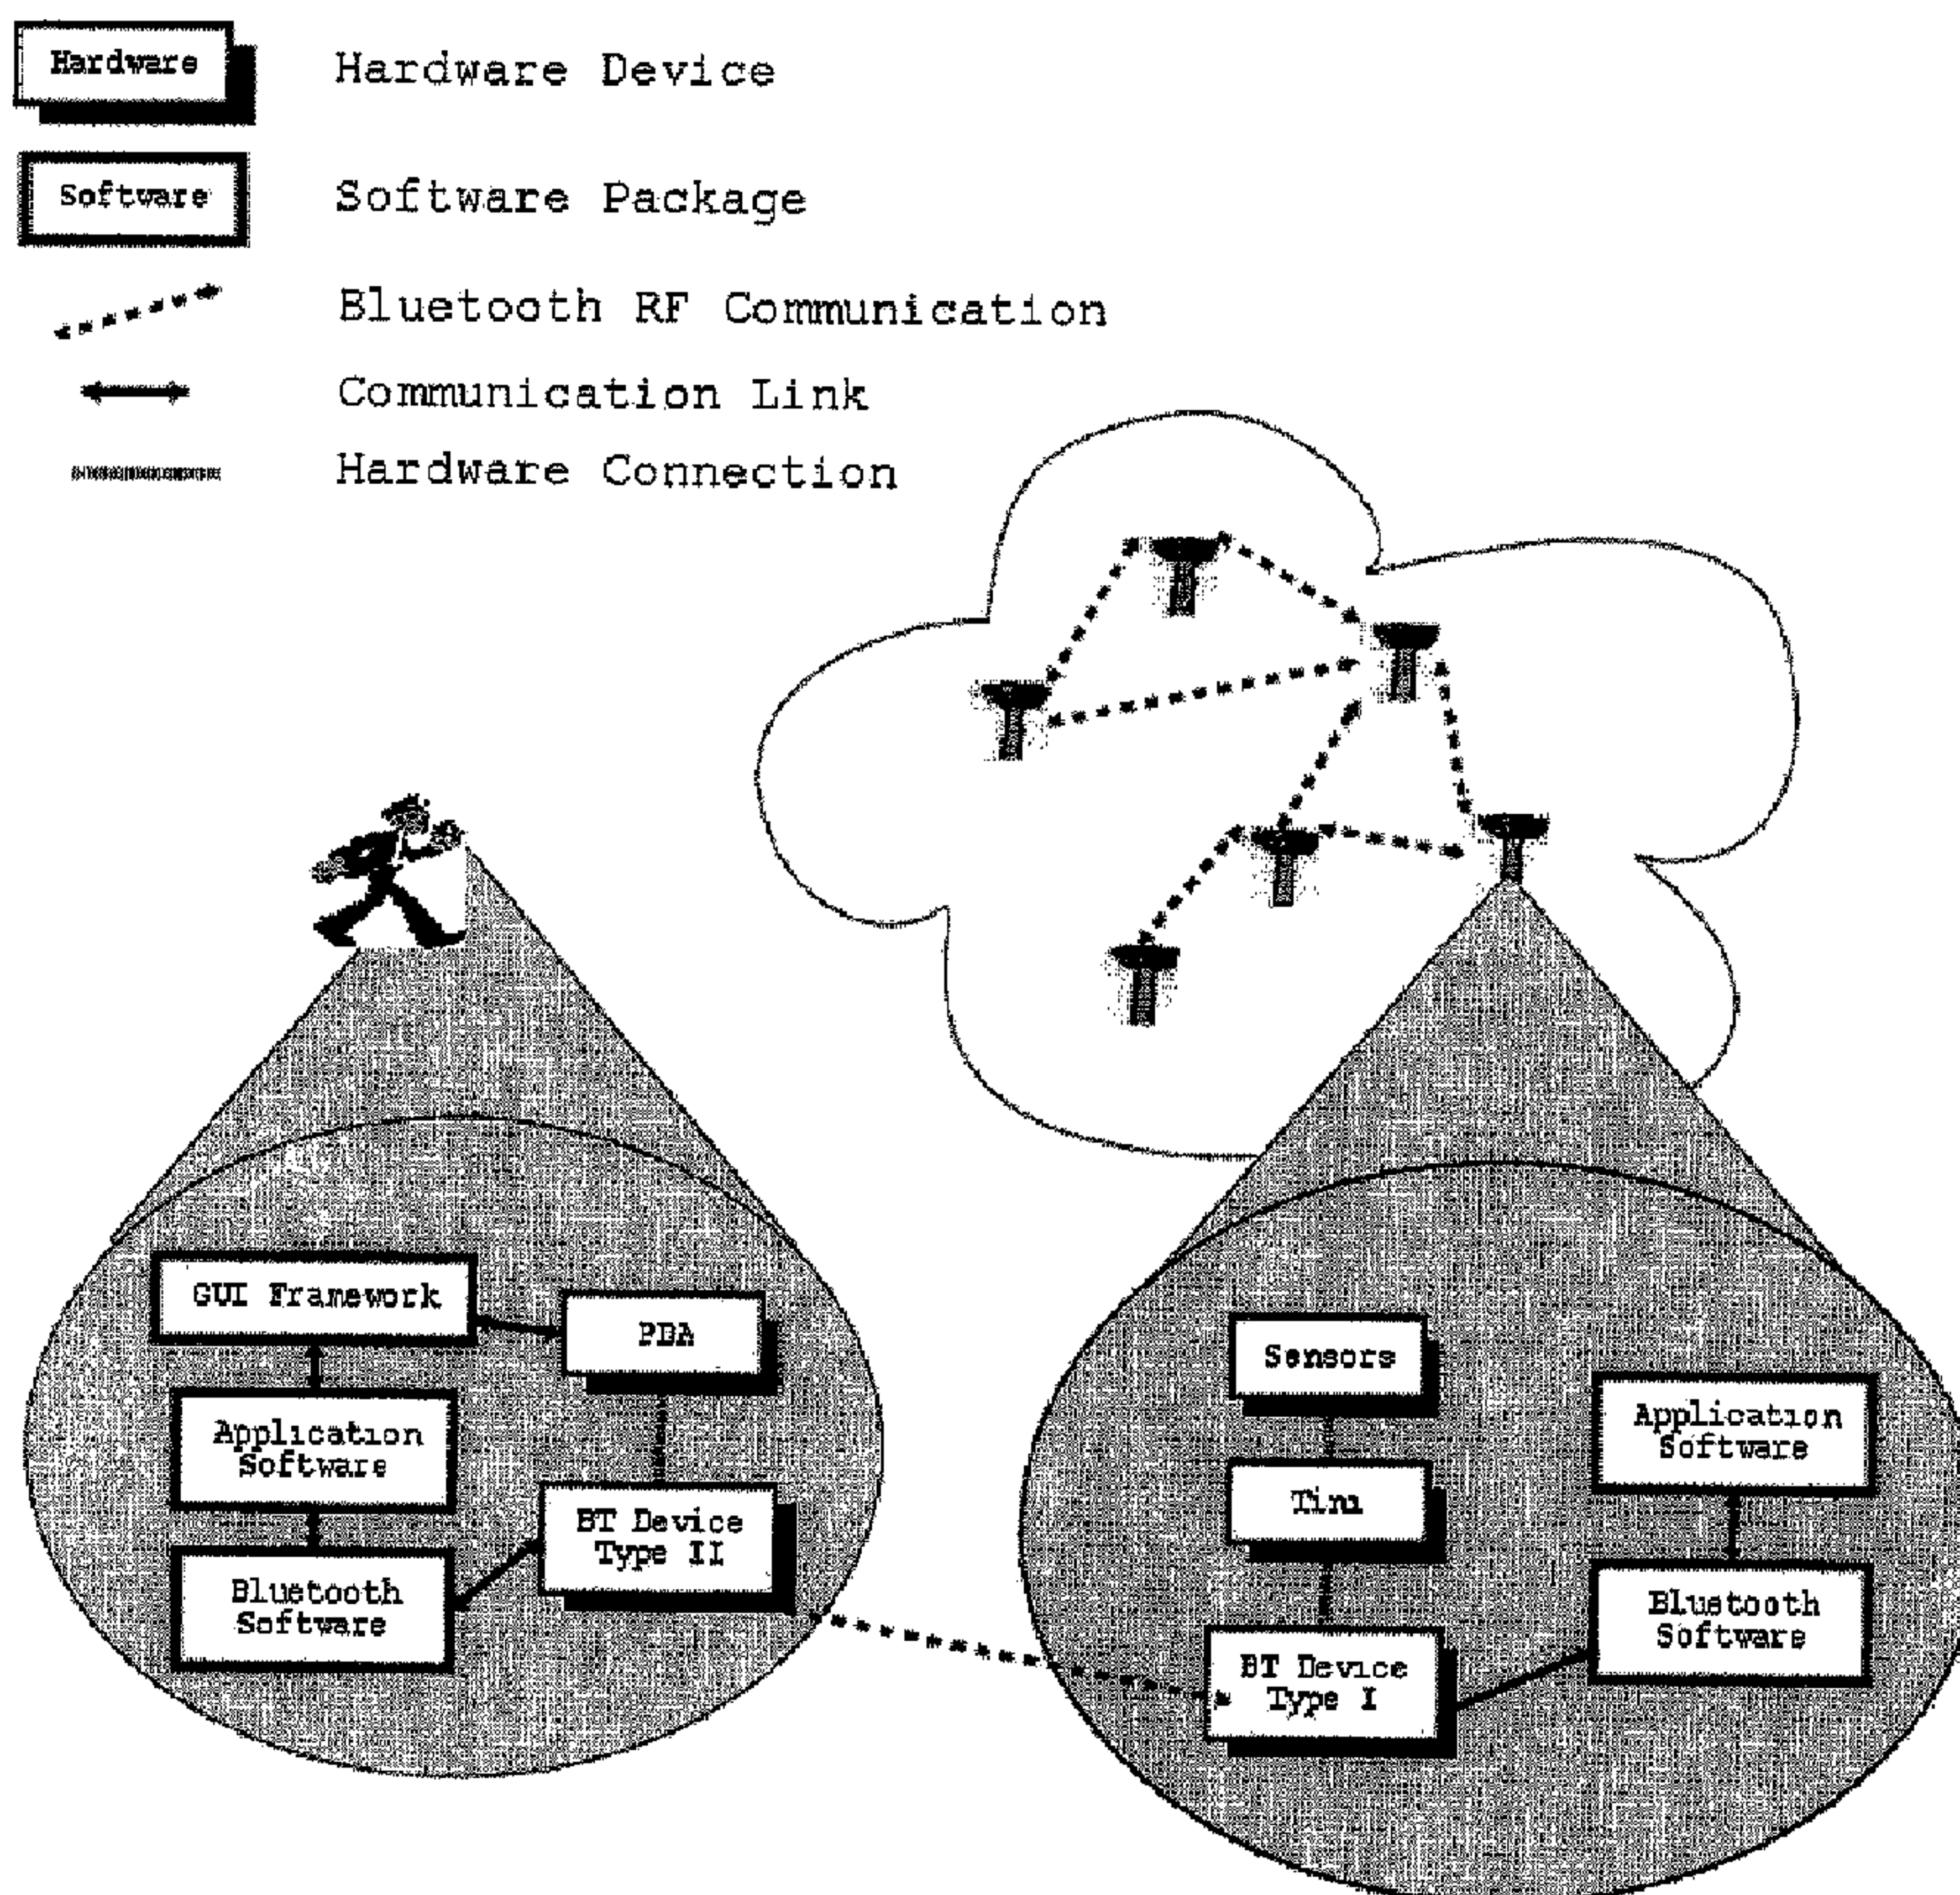 Hardware
Hardware Device
Software
Software Package
Bluetooth RF Communication
Communication Link
Hardware Connection
GUI Framework
PDA
Application
Software
BT Device
Type II
Bluetooth
Software
Sensors
Tini
BT Device
Type I
Application
Software
Bluetooth
Software